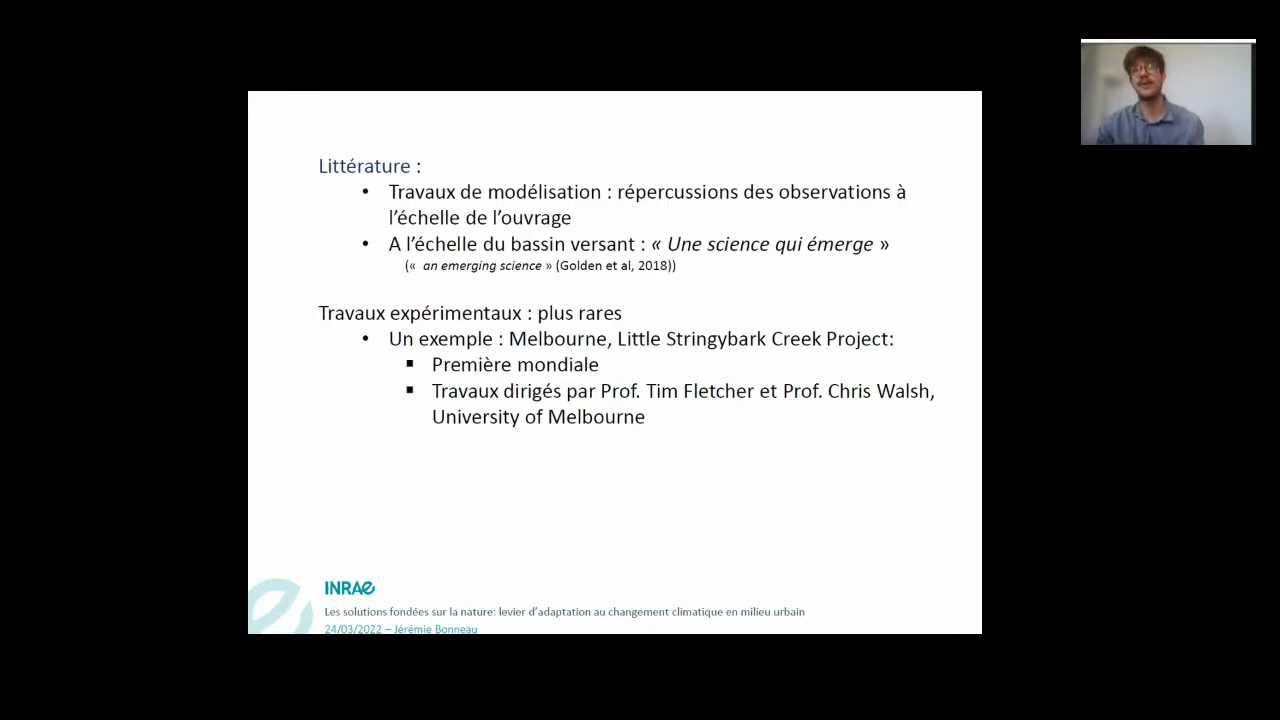 Littérature :
• Travaux de modélisation : répercussions des observations à
l’échelle de l’ouvrage
• A l’échelle du bassin versant : « Une science qui émerge »
(« an emerging science » (Golden et al, 2018))
Travaux expérimentaux : plus rares
• Un exemple : Melbourne, Little Stringybark Creek Project:
▪ Première mondiale
▪ Travaux dirigés par Prof. Tim Fletcher et Prof. Chris Walsh,
University of Melbourne
INRAE
Les solutions fondées sur la nature: levier d’adaptation au changement climatique en milieu urbain
24/03/2022 – Jérémie Bonneau